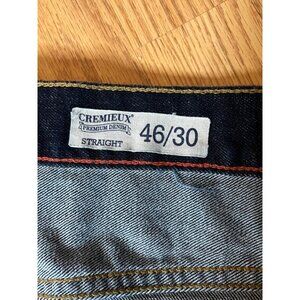 CREMIEUX
PREMIUM DENIM
STRAIGHT
46/30